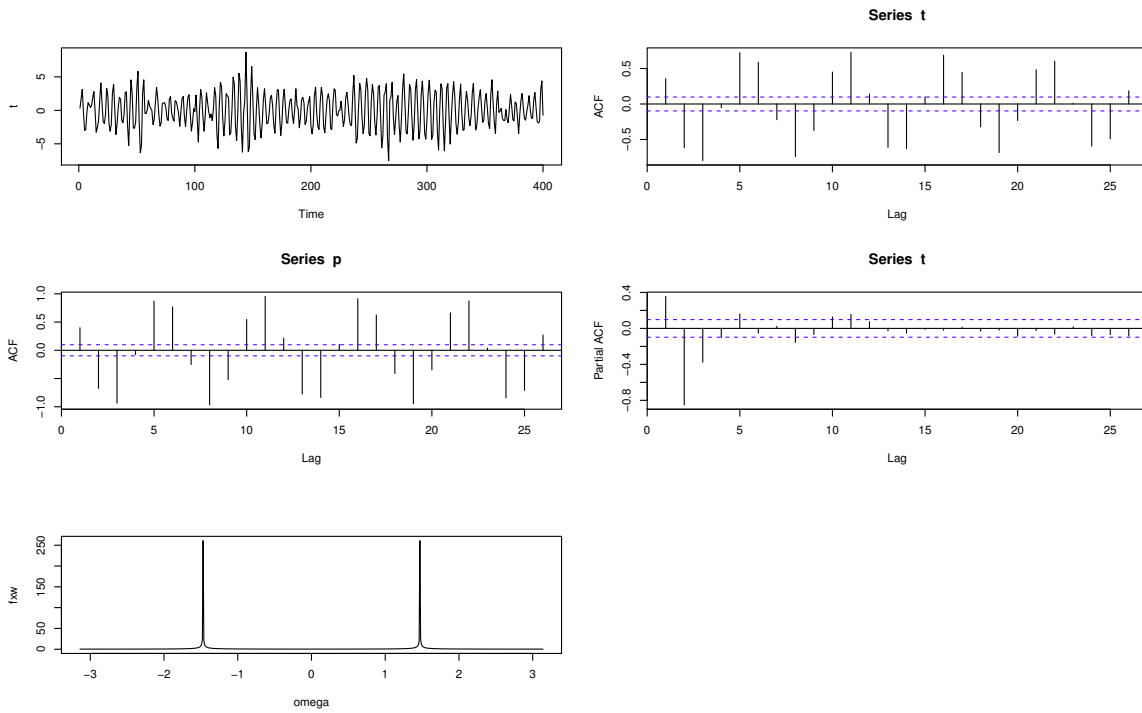 t
5
0
−5
0 100 200 300 400
Time
Series t
ACF
0.5
0.0
−0.5
0 5 10 15 20 25
Lag
Series p
ACF
1.0
0.5
0.0
−1.0
0 5 10 15 20 25
Lag
Series t
Partial ACF
0.4
0.0
−0.4
−0.8
0 5 10 15 20 25
Lag
fxw
250
150
50
0
−3 −2 −1 0 1 2 3
omega